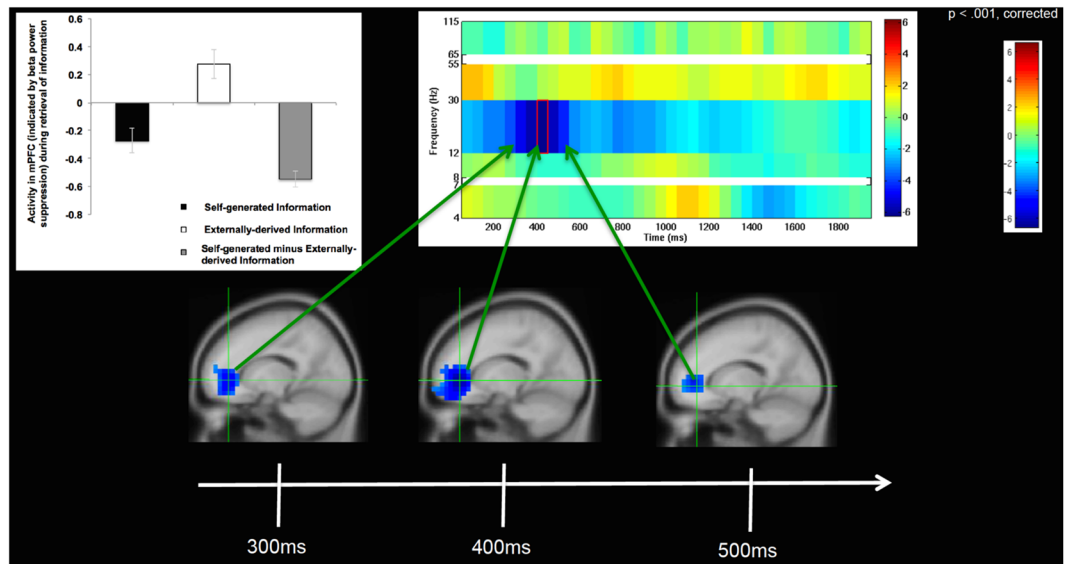 p < .001, corrected
Activity in mPFC (indicated by beta power
suppression) during retrieval of information
0.6
0.4
0.2
0
-0.2
-0.4
-0.6
-0.8
Self-generated Information
Externally-derived Information
Self-generated minus Externally-
derived Information
Frequency (Hz)
115
65
55
30
12
8
7
4
200 400 600 800 1000 1200 1400 1600 1800
Time (ms)
6
4
2
0
-2
-4
-6
6
4
2
0
-2
-4
-6
300ms
400ms
500ms